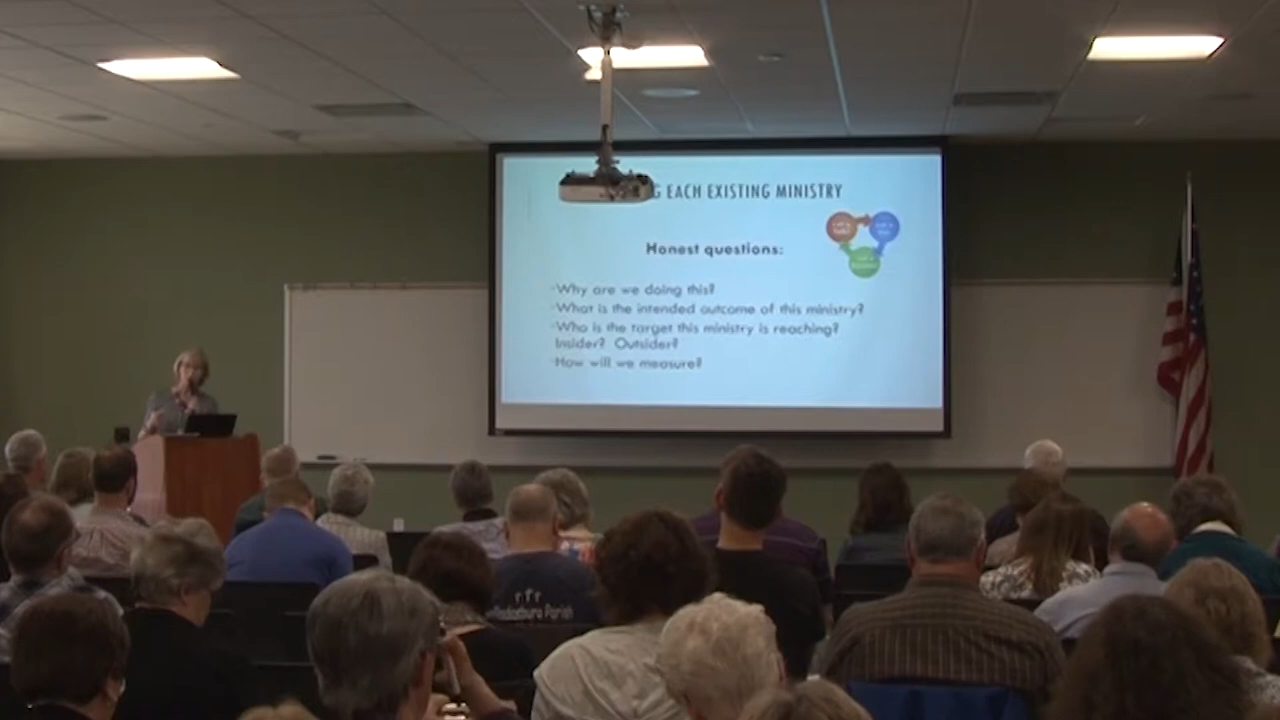 G EACH EXISTING MINISTRY
Honest questions:
Why are we doing this?
What is the intended outcome of this ministry?
Who is the target this ministry is reaching?
Insider? Outsider?
How will we measure?
Parish